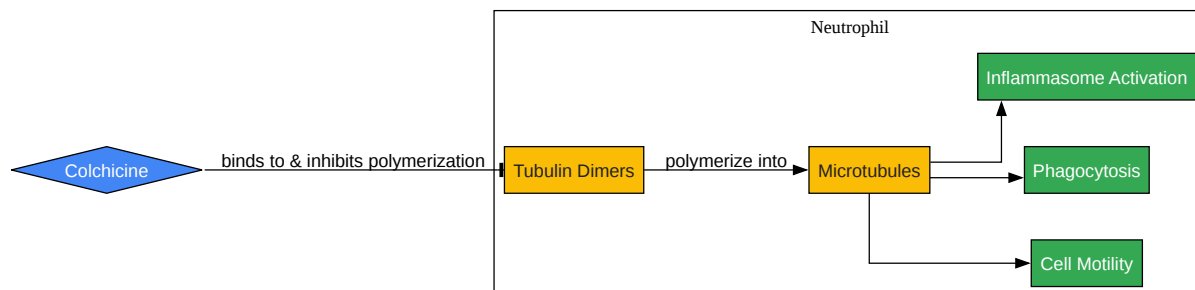 Neutrophil
Inflammasome Activation
Colchicine
binds to & inhibits polymerization
Tubulin Dimers
polymerize into
Microtubules
Phagocytosis
Cell Motility